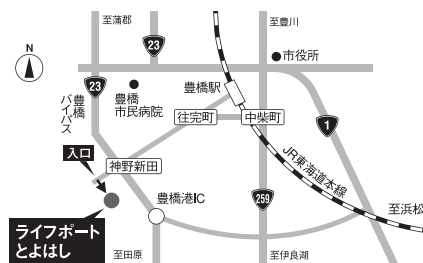 至蒲郡
至豊川
23
市役所
N
23
豊橋
バイパス
豊橋
市民病院
豊橋駅
往完町
中柴町
1
入口
神野新田
JR東海道本線
豊橋港IC
259
至浜松
ライフポート
とよはし
至田原
至伊良湖